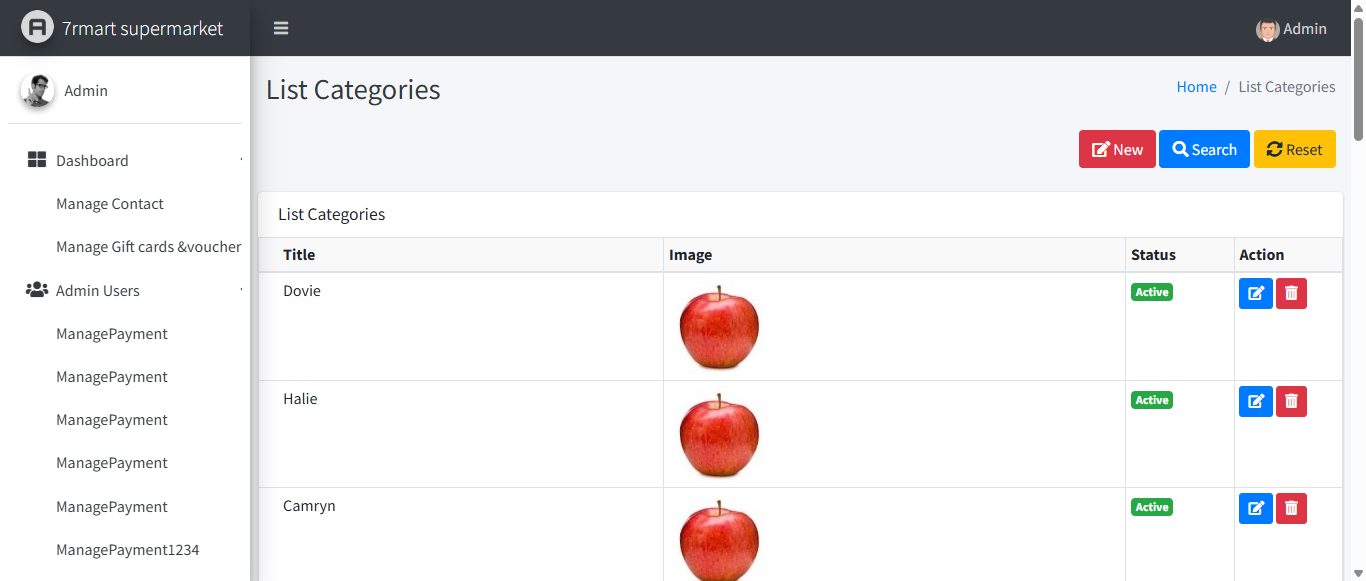 7rmart supermarket
Admin
Admin
List Categories
Home / List Categories
New
Search
Reset
Dashboard
Manage Contact
Manage Gift cards &voucher
Admin Users
ManagePayment
ManagePayment
ManagePayment
ManagePayment
ManagePayment
ManagePayment1234
List Categories
Title Image Status Action
Dovie Active
Halie Active
Camryn Active